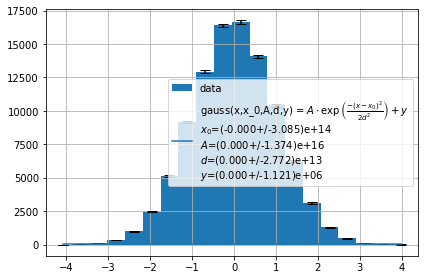 17500
15000
12500
10000
7500
5000
2500
0
data
gauss(x,x_0,A,d,y) = A · exp((-(x-x₀)²)/(2d²)) + y
x₀=(-0.000+/-3.085)e+14
A=(0.000+/-1.374)e+16
d=(0.000+/-2.772)e+13
y=(0.000+/-1.121)e+06
−4 −3 −2 −1 0 1 2 3 4